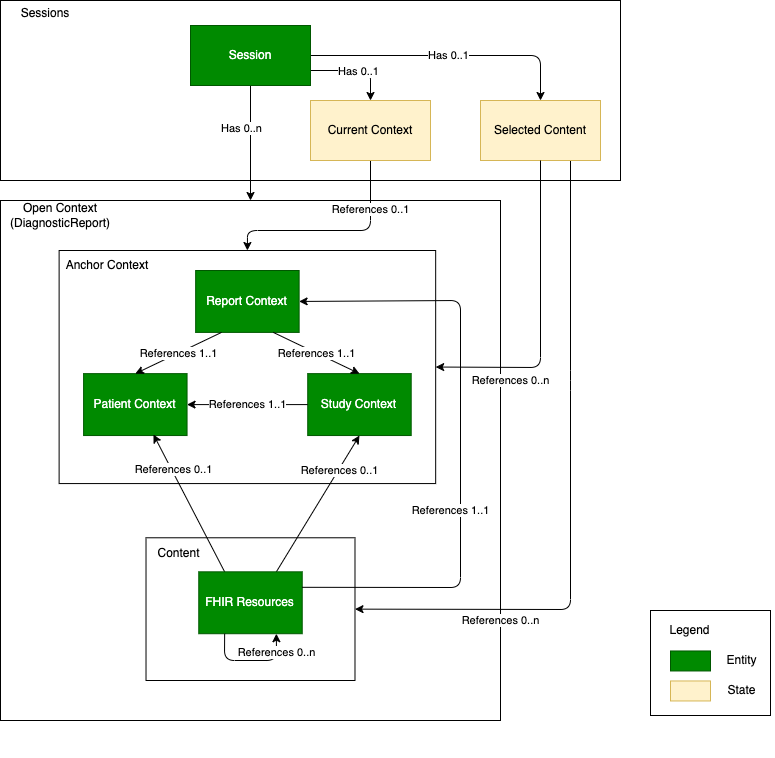 Sessions
Session
Has 0..1
Has 0..1
Current Context
Selected Content
Has 0..n
Open Context
(DiagnosticReport)
References 0..1
Anchor Context
Report Context
References 1..1
References 1..1
References 0..n
Patient Context
References 1..1
Study Context
References 0..1
References 0..1
References 1..1
Content
FHIR Resources
References 0..n
References 0..n
Legend
Entity
State